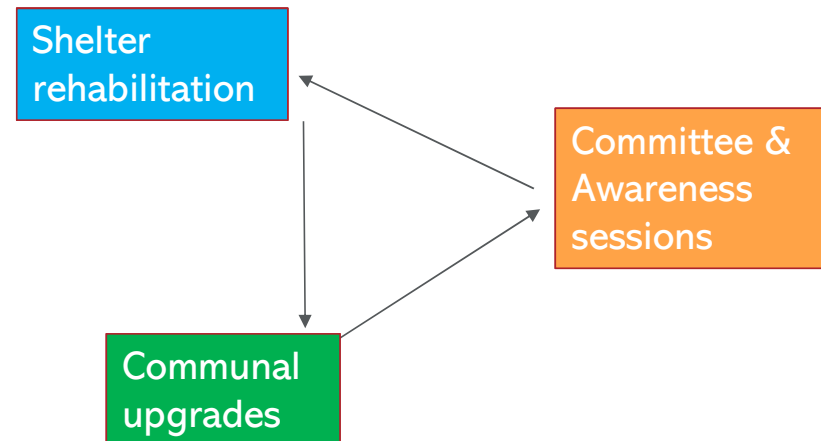 Shelter
rehabilitation
Committee &
Awareness
sessions
Communal
upgrades